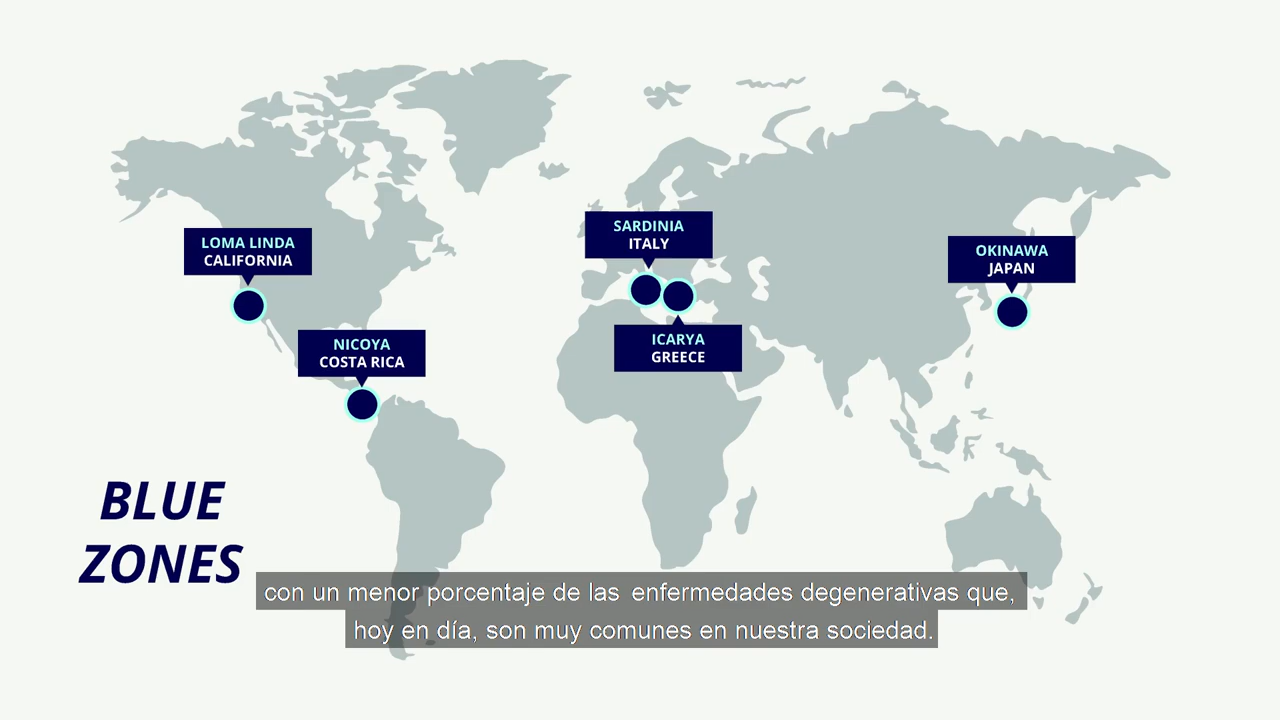 LOMA LINDA
CALIFORNIA
NICOYA
COSTA RICA
SARDINIA
ITALY
ICARYA
GREECE
OKINAWA
JAPAN
BLUE
ZONES
con un menor porcentaje de las enfermedades degenerativas que,
hoy en día, son muy comunes en nuestra sociedad.